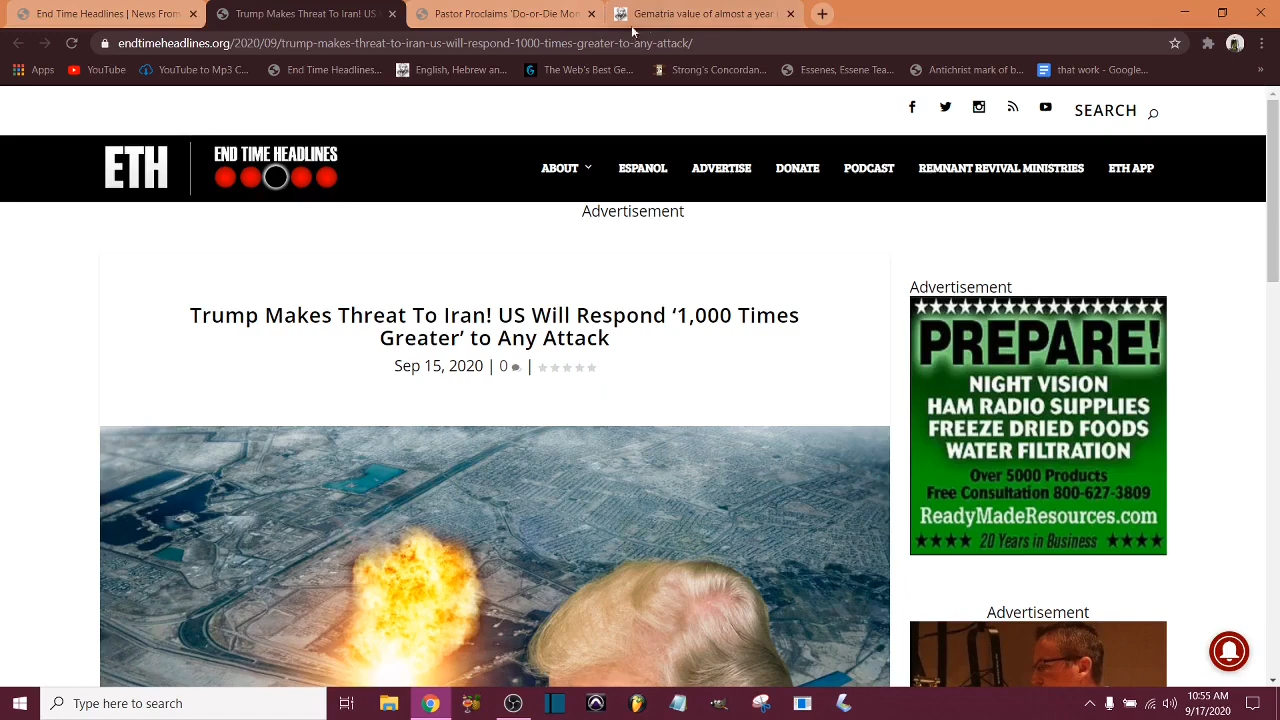 End Time Headlines | News From
Trump Makes Threat To Iran! US
Pastor Proclaims 'Do-or-Die Mom
Gematria value of almost a year
endtimeheadlines.org/2020/09/trump-makes-threat-to-iran-us-will-respond-1000-times-greater-to-any-attack/
Apps
YouTube
YouTube to Mp3 C...
End Time Headlines...
English, Hebrew an...
The Web's Best Ge...
Strong's Concordan...
Essenes, Essene Tea...
Antichrist mark of b...
that work - Google...
SEARCH
ETH
END TIME HEADLINES
ABOUT
ESPANOL
ADVERTISE
DONATE
PODCAST
REMNANT REVIVAL MINISTRIES
ETH APP
Advertisement
Trump Makes Threat To Iran! US Will Respond ‘1,000 Times
Greater’ to Any Attack
Sep 15, 2020 | 0 |
Advertisement
PREPARE!
NIGHT VISION
HAM RADIO SUPPLIES
FREEZE DRIED FOODS
WATER FILTRATION
Over 5000 Products
Free Consultation 800-627-3809
ReadyMadeResources.com
20 Years in Business
Advertisement
Type here to search
10:55 AM
9/17/2020